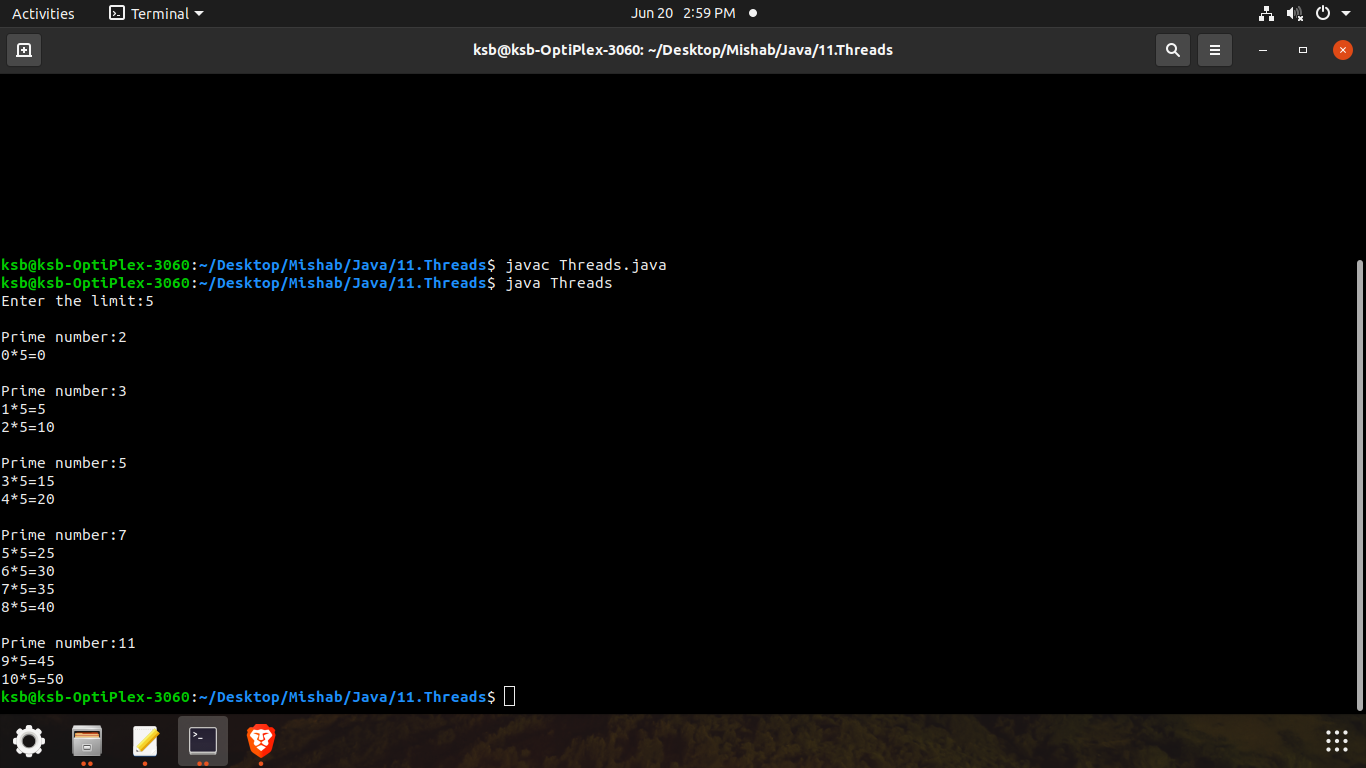 Activities Terminal Jun 20 2:59 PM
ksb@ksb-OptiPlex-3060: ~/Desktop/Mishab/Java/11.Threads
ksb@ksb-OptiPlex-3060:~/Desktop/Mishab/Java/11.Threads$ javac Threads.java
ksb@ksb-OptiPlex-3060:~/Desktop/Mishab/Java/11.Threads$ java Threads
Enter the limit:5
Prime number:2
0*5=0
Prime number:3
1*5=5
2*5=10
Prime number:5
3*5=15
4*5=20
Prime number:7
5*5=25
6*5=30
7*5=35
8*5=40
Prime number:11
9*5=45
10*5=50
ksb@ksb-OptiPlex-3060:~/Desktop/Mishab/Java/11.Threads$